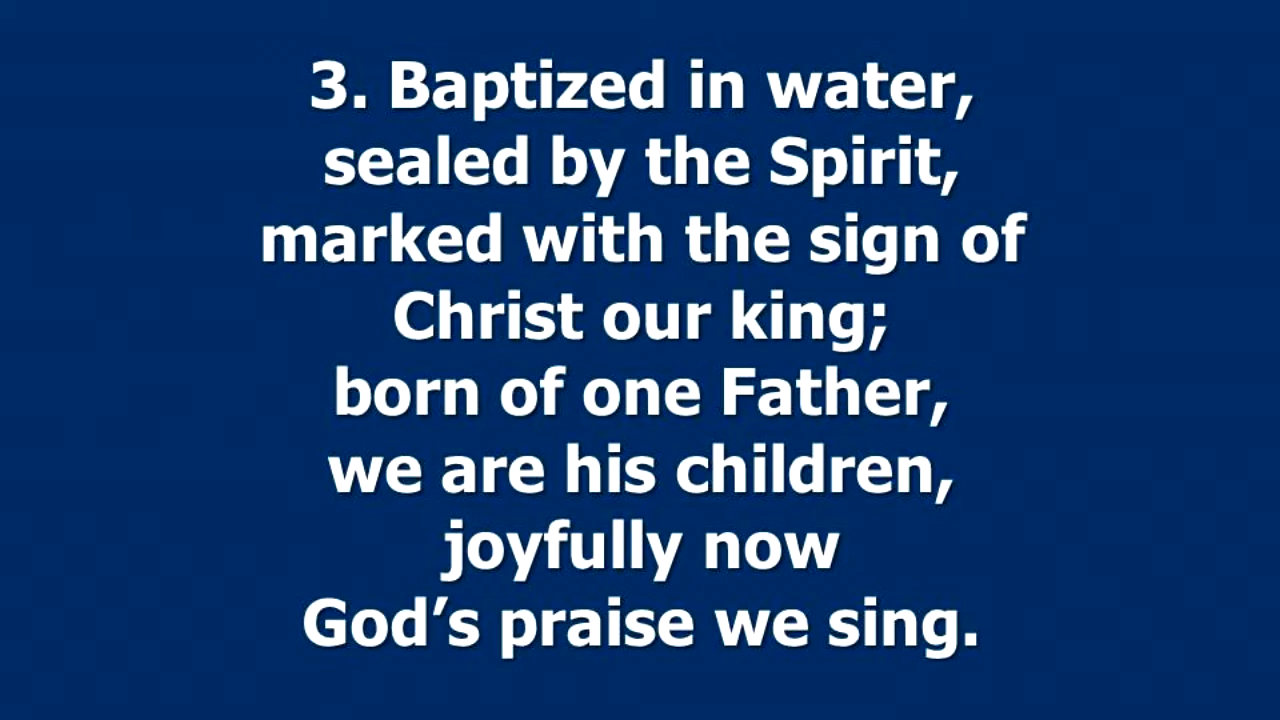 3. Baptized in water,
sealed by the Spirit,
marked with the sign of
Christ our king;
born of one Father,
we are his children,
joyfully now
God’s praise we sing.